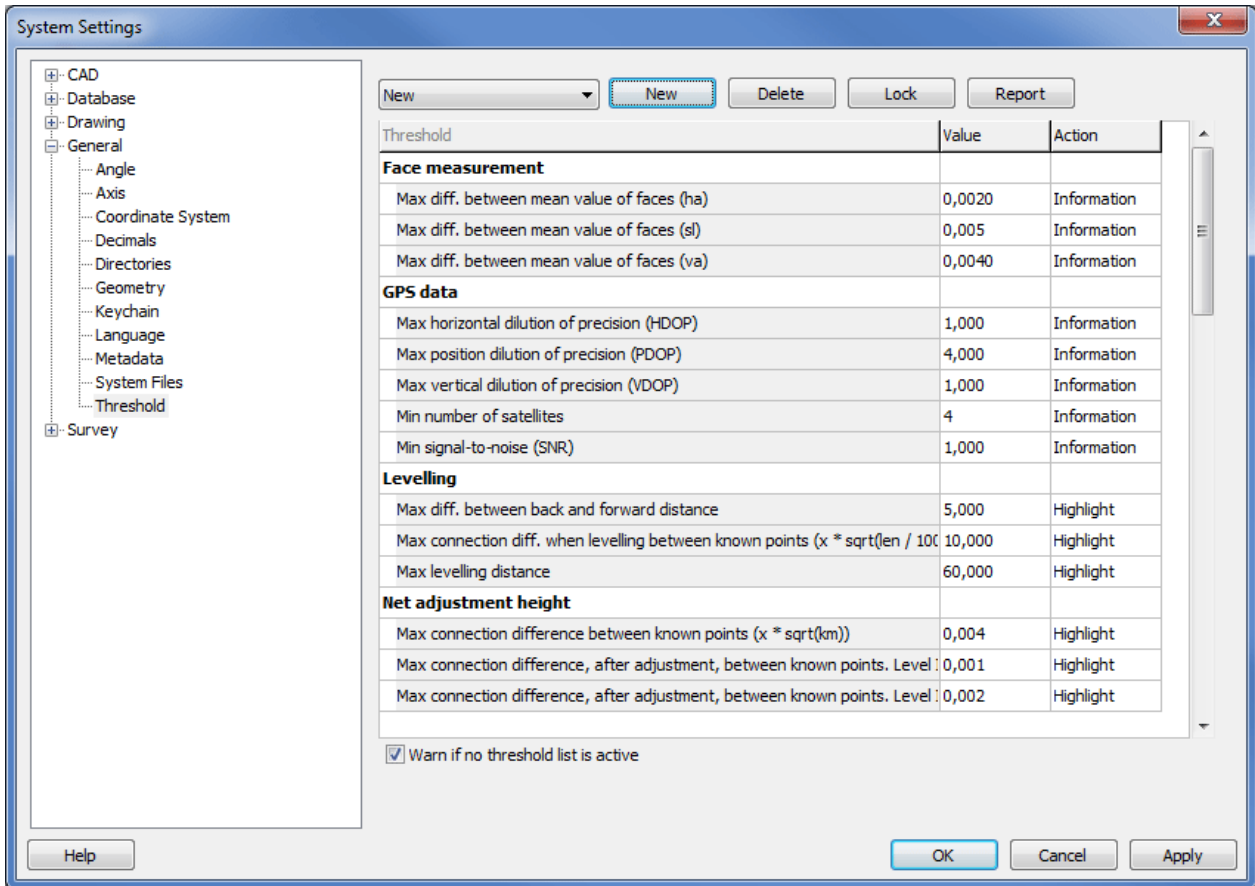 System Settings
x
CAD
Database
Drawing
General
Angle
Axis
Coordinate System
Decimals
Directories
Geometry
Keychain
Language
Metadata
System Files
Threshold
Survey
New New Delete Lock Report
Threshold Value Action
Face measurement
Max diff. between mean value of faces (ha) 0,0020 Information
Max diff. between mean value of faces (sl) 0,005 Information
Max diff. between mean value of faces (va) 0,0040 Information
GPS data
Max horizontal dilution of precision (HDOP) 1,000 Information
Max position dilution of precision (PDOP) 4,000 Information
Max vertical dilution of precision (VDOP) 1,000 Information
Min number of satellites 4 Information
Min signal-to-noise (SNR) 1,000 Information
Levelling
Max diff. between back and forward distance 5,000 Highlight
Max connection diff. when levelling between known points (x * sqrt(len / 100 10,000 Highlight
Max levelling distance 60,000 Highlight
Net adjustment height
Max connection difference between known points (x * sqrt(km)) 0,004 Highlight
Max connection difference, after adjustment, between known points. Level 0,001 Highlight
Max connection difference, after adjustment, between known points. Level 0,002 Highlight
Warn if no threshold list is active
Help OK Cancel Apply